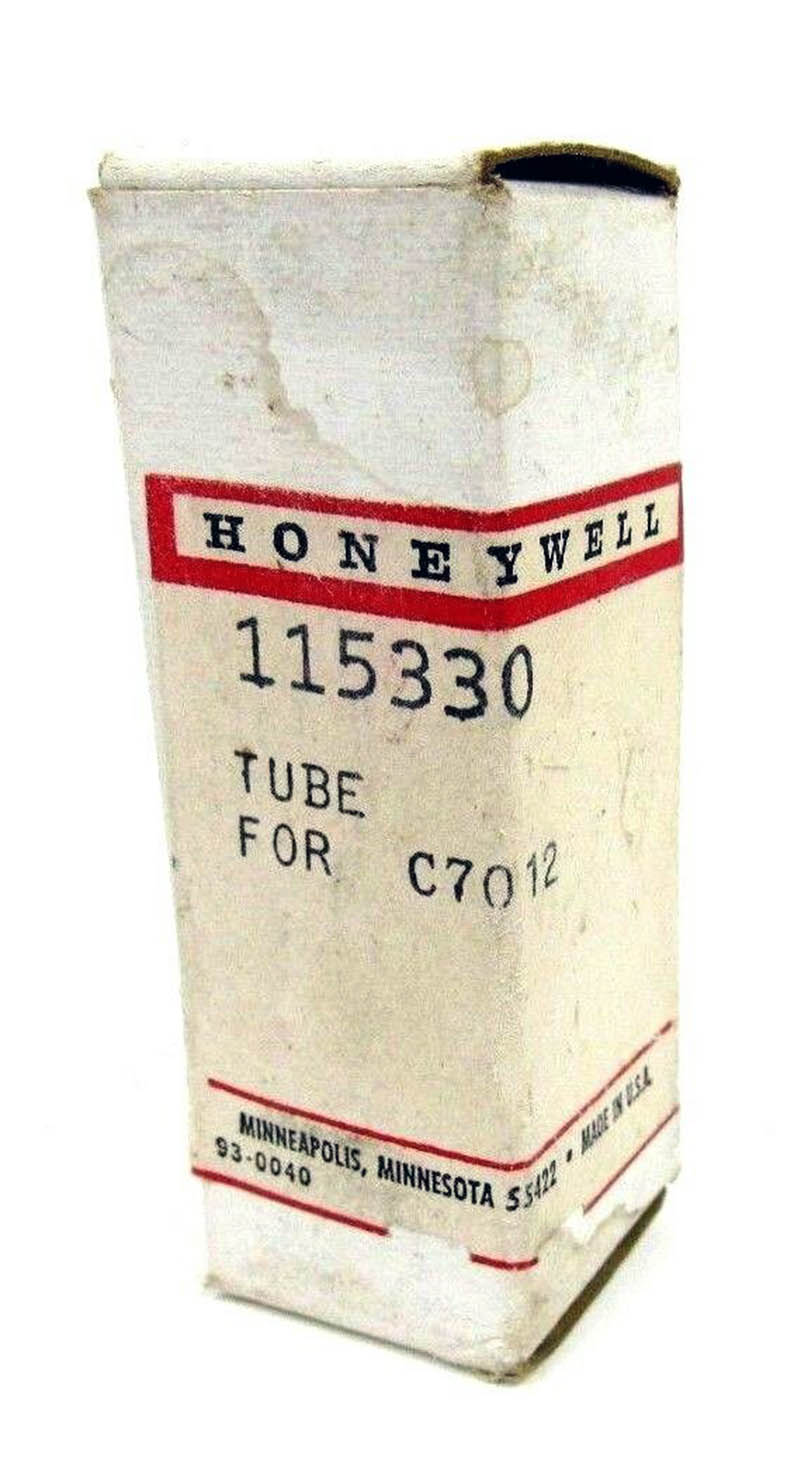 HONEYWELL
115330
TUBE
FOR C7012
MINNEAPOLIS, MINNESOTA 55422 • MADE IN U.S.A.
93-0040